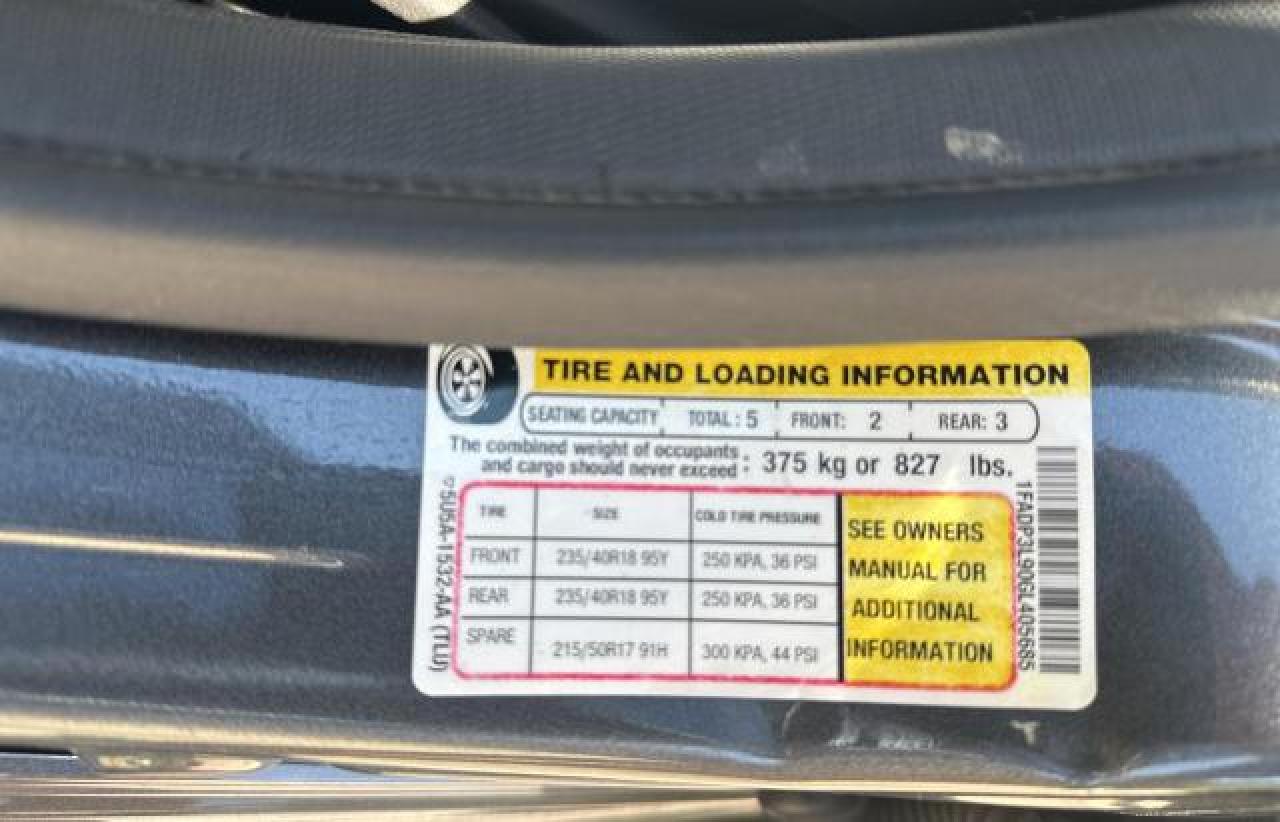 TIRE AND LOADING INFORMATION
SEATING CAPACITY TOTAL : 5 FRONT: 2 REAR: 3
The combined weight of occupants
and cargo should never exceed : 375 kg or 827 lbs.
TIRE SIZE COLD TIRE PRESSURE
FRONT 235/40R18 95Y 250 KPA, 36 PSI
REAR 235/40R18 95Y 250 KPA, 36 PSI
SPARE 215/50R17 91H 300 KPA, 44 PSI
SEE OWNERS
MANUAL FOR
ADDITIONAL
INFORMATION
1FADP3L90GL405685
1532-AA (TLU)